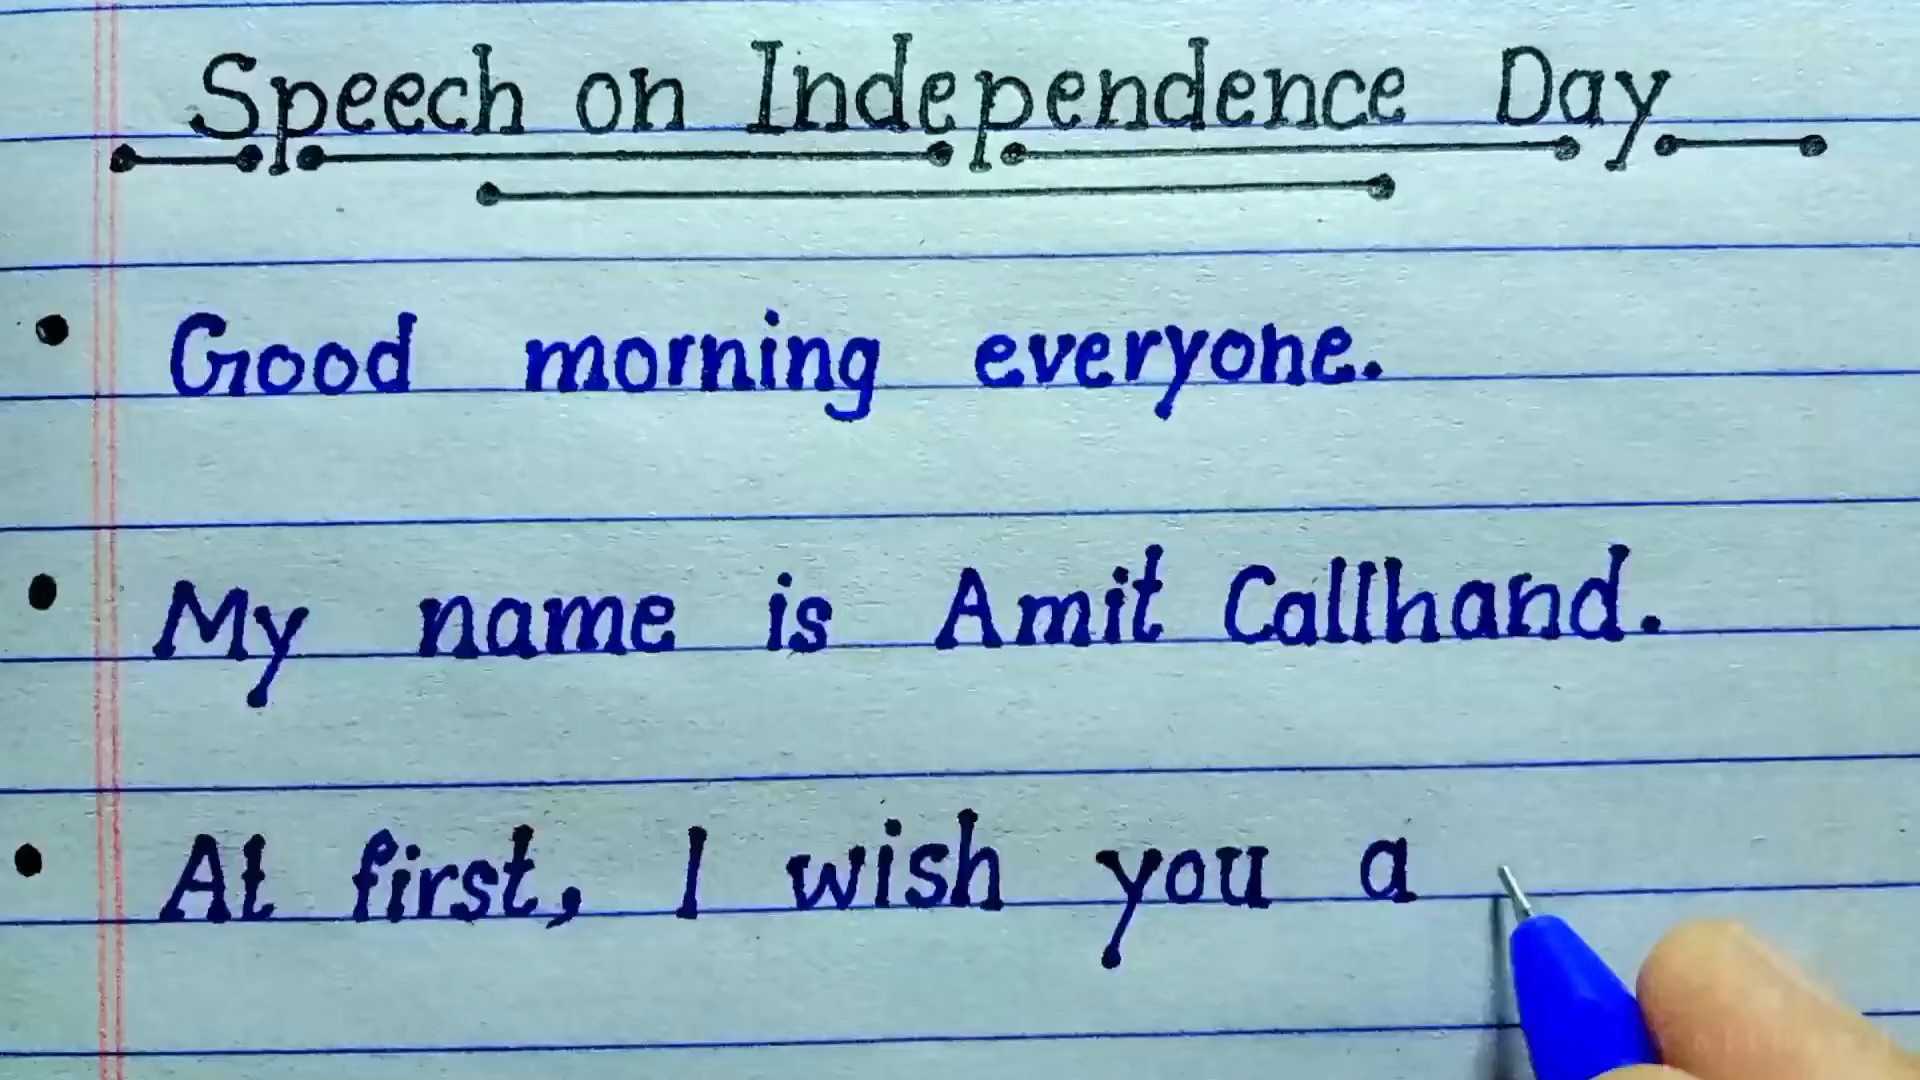 Speech on Independence Day
• Good morning everyone.
• My name is Amit Callhand.
• At first, I wish you a